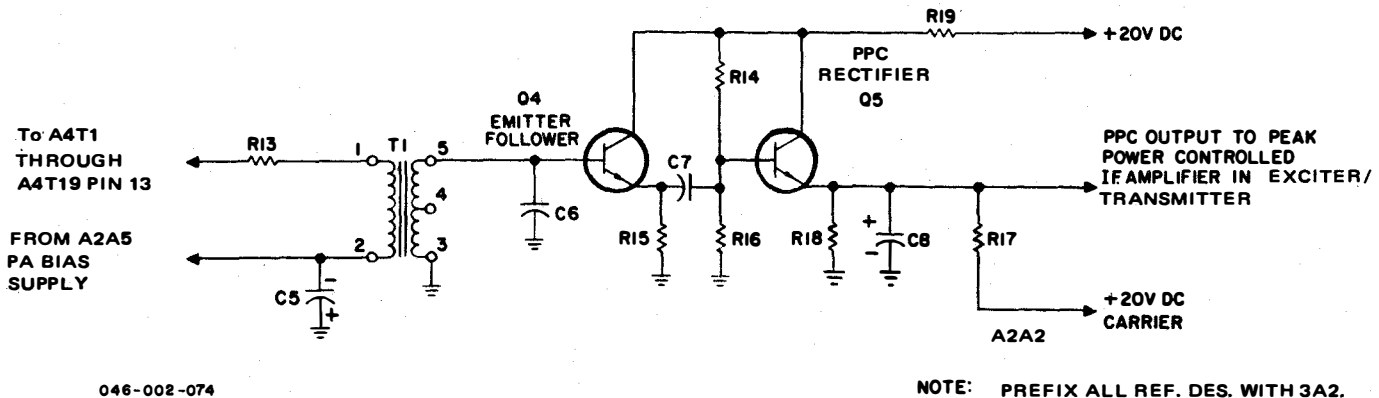 R19
+20V DC
PPC
RECTIFIER
Q5
R14
Q4
EMITTER
FOLLOWER
To A4T1
THROUGH
A4T19 PIN 13
R13
1
T1
5
4
2
3
C7
PPC OUTPUT TO PEAK
POWER CONTROLLED
IF AMPLIFIER IN EXCITER/
TRANSMITTER
FROM A2A5
PA BIAS
SUPPLY
C5
-
+
C6
R15
R16
R18
+
-
C8
R17
+20V DC
CARRIER
A2A2
046-002-074
NOTE: PREFIX ALL REF. DES. WITH 3A2.